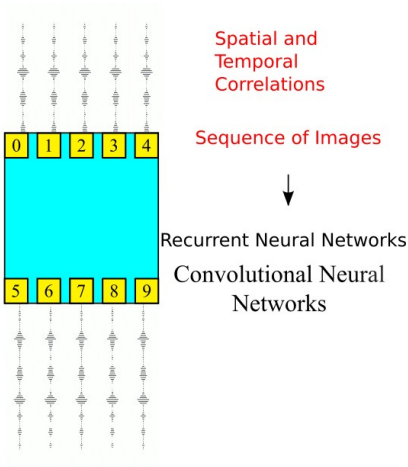 Spatial and
Temporal
Correlations
0 1 2 3 4
Sequence of Images
Recurrent Neural Networks
Convolutional Neural
Networks
5 6 7 8 9